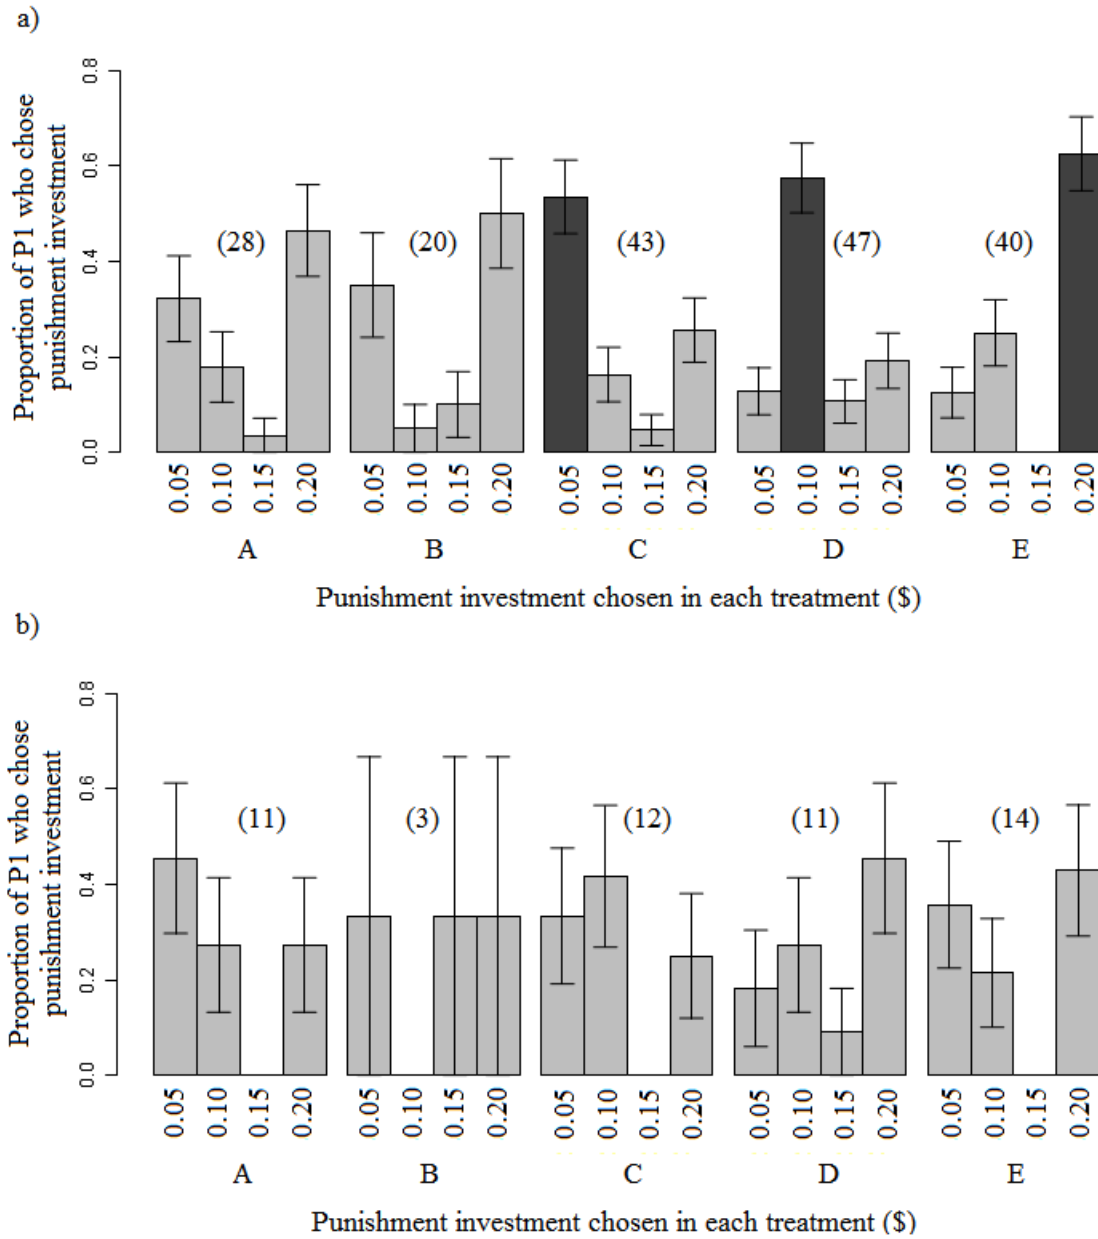 a)
Proportion of P1 who chose
punishment investment
0.8
0.6
0.4
0.2
0.0
(28) (20) (43) (47) (40)
0.05 0.10 0.15 0.20 0.05 0.10 0.15 0.20 0.05 0.10 0.15 0.20 0.05 0.10 0.15 0.20 0.05 0.10 0.15 0.20
A B C D E
Punishment investment chosen in each treatment ($)
b)
Proportion of P1 who chose
punishment investment
0.8
0.6
0.4
0.2
0.0
(11) (3) (12) (11) (14)
0.05 0.10 0.15 0.20 0.05 0.10 0.15 0.20 0.05 0.10 0.15 0.20 0.05 0.10 0.15 0.20 0.05 0.10 0.15 0.20
A B C D E
Punishment investment chosen in each treatment ($)